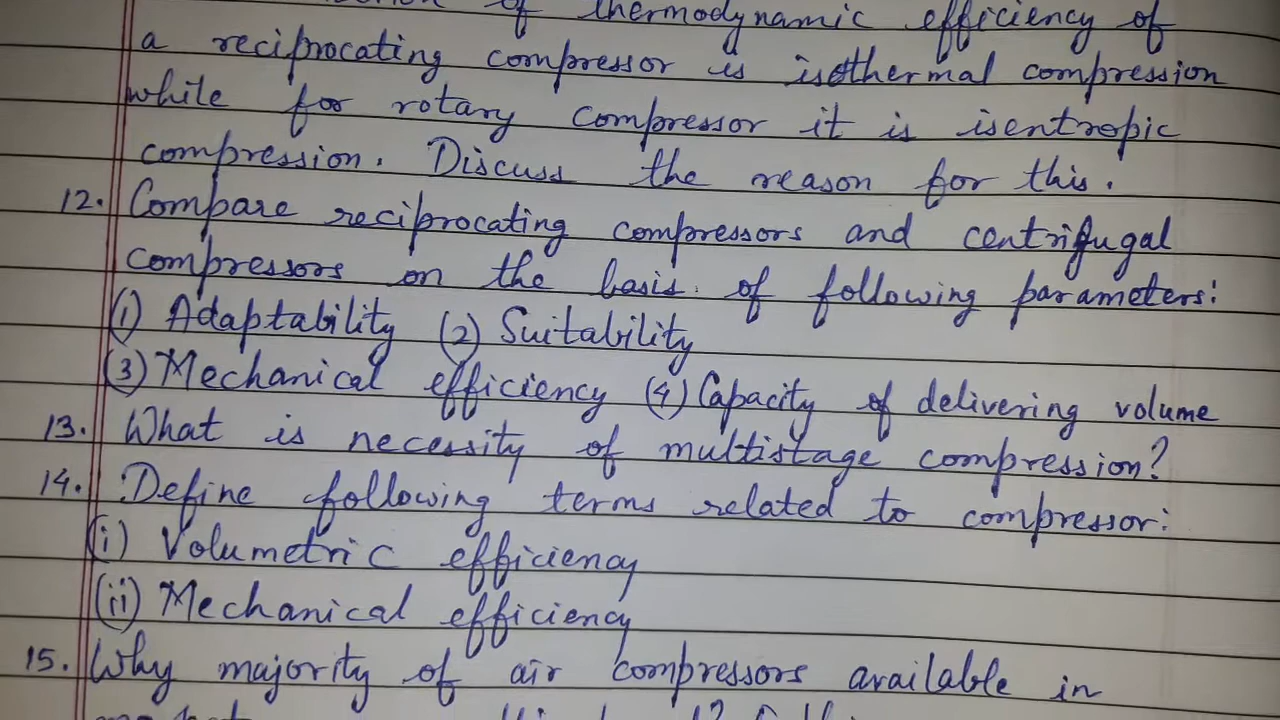 of thermodynamic efficiency of
a reciprocating compressor is isothermal compression
while for rotary compressor it is isentropic
compression. Discuss the reason for this.
12. Compare reciprocating compressors and centrifugal
compressors on the basis of following parameters:
(1) Adaptability (2) Suitability
(3) Mechanical efficiency (4) Capacity of delivering volume
13. What is necessity of multistage compression?
14. Define following terms related to compressor:
(i) Volumetric efficiency
(ii) Mechanical efficiency
15. Why majority of air compressors available in